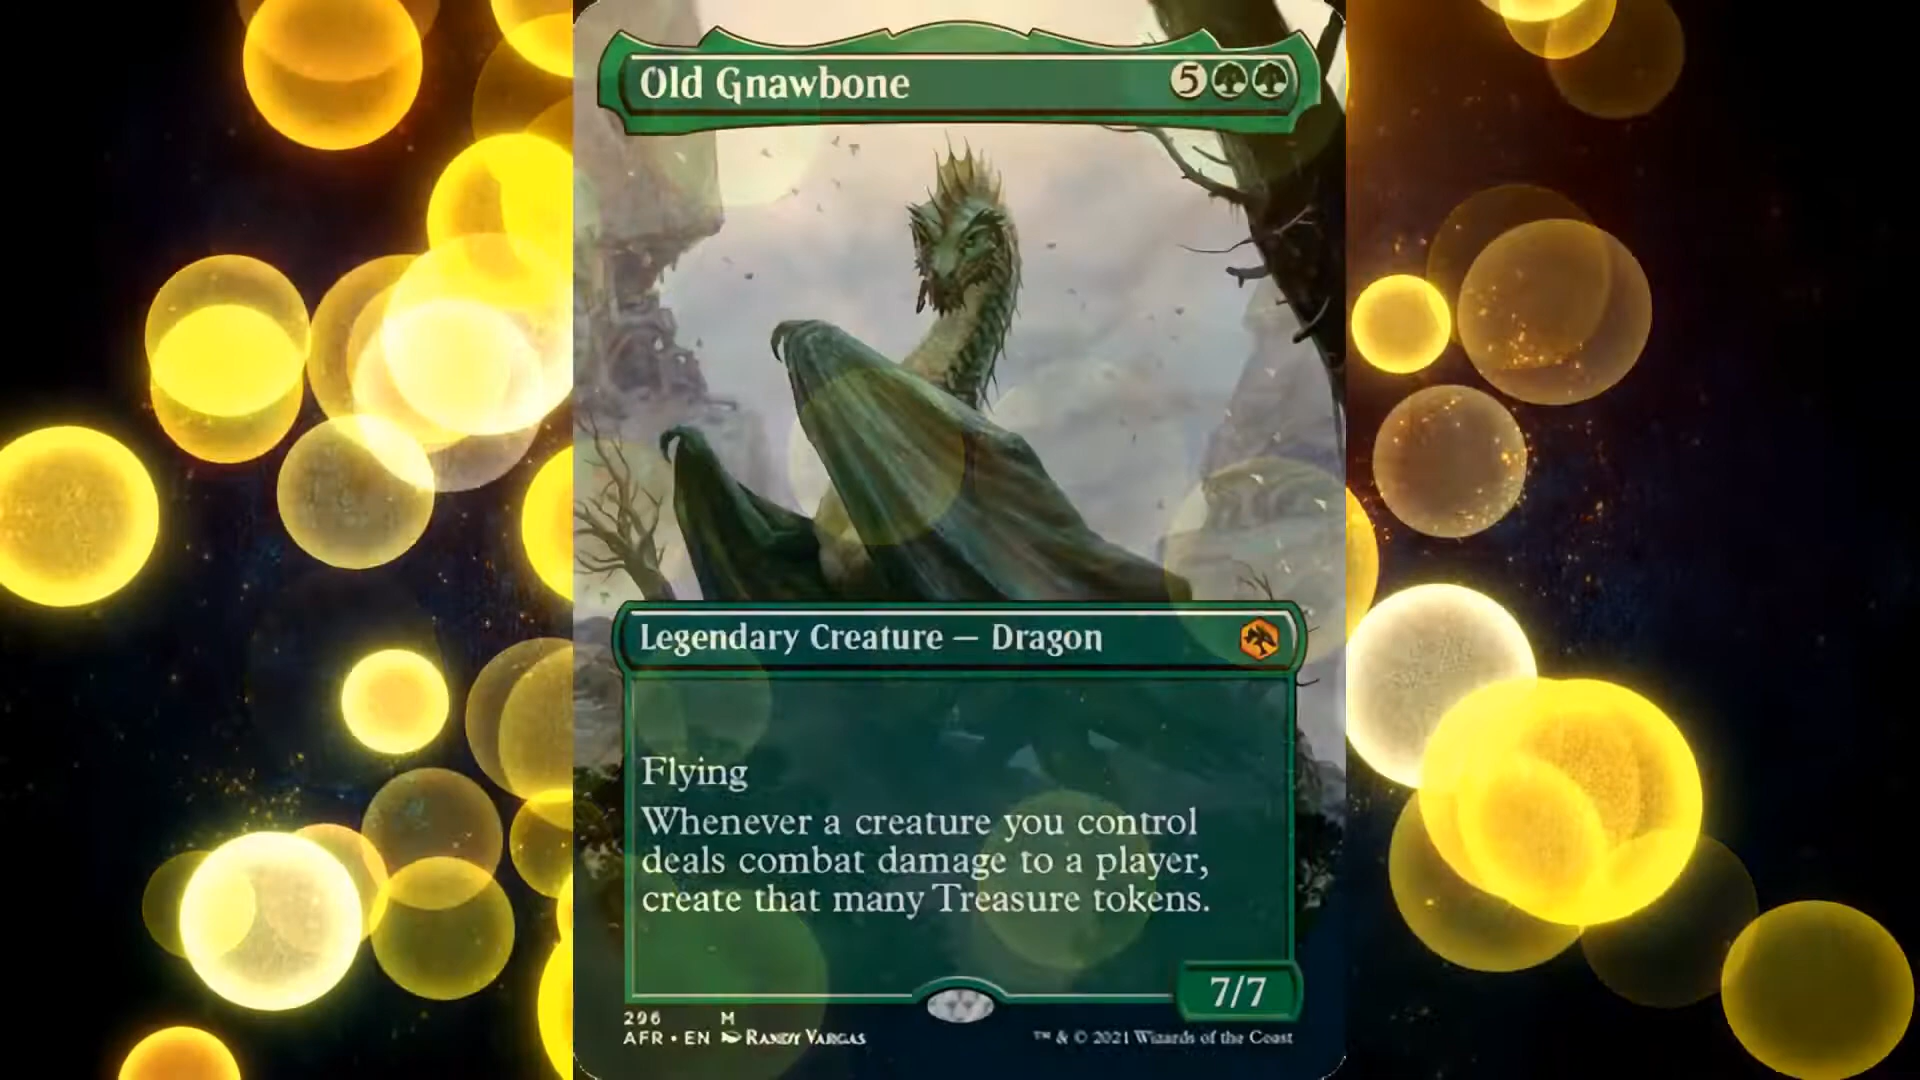 Old Gnawbone 5
Legendary Creature — Dragon
Flying
Whenever a creature you control
deals combat damage to a player,
create that many Treasure tokens.
7/7
296 M
AFR • EN Randy Vargas
™ & © 2021 Wizards of the Coast